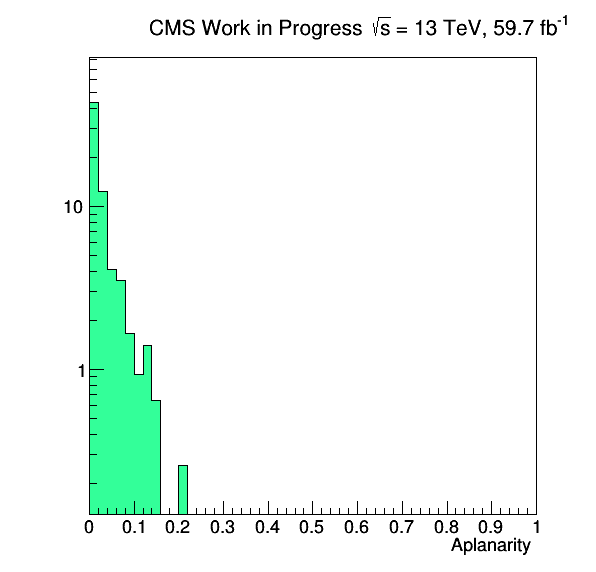 CMS Work in Progress √s = 13 TeV, 59.7 fb⁻¹
10
1
0 0.1 0.2 0.3 0.4 0.5 0.6 0.7 0.8 0.9 1
Aplanarity